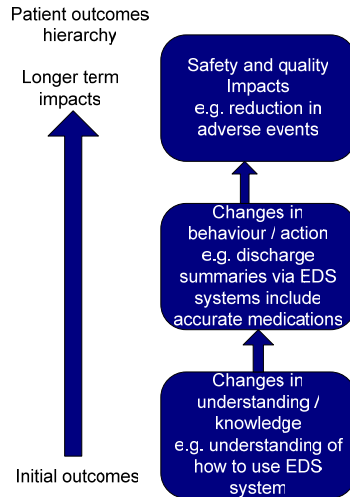 Patient outcomes
hierarchy
Longer term
impacts
Safety and quality
Impacts
e.g. reduction in
adverse events
Changes in
behaviour / action
e.g. discharge
summaries via EDS
systems include
accurate medications
Changes in
understanding /
knowledge
e.g. understanding of
how to use EDS
system
Initial outcomes